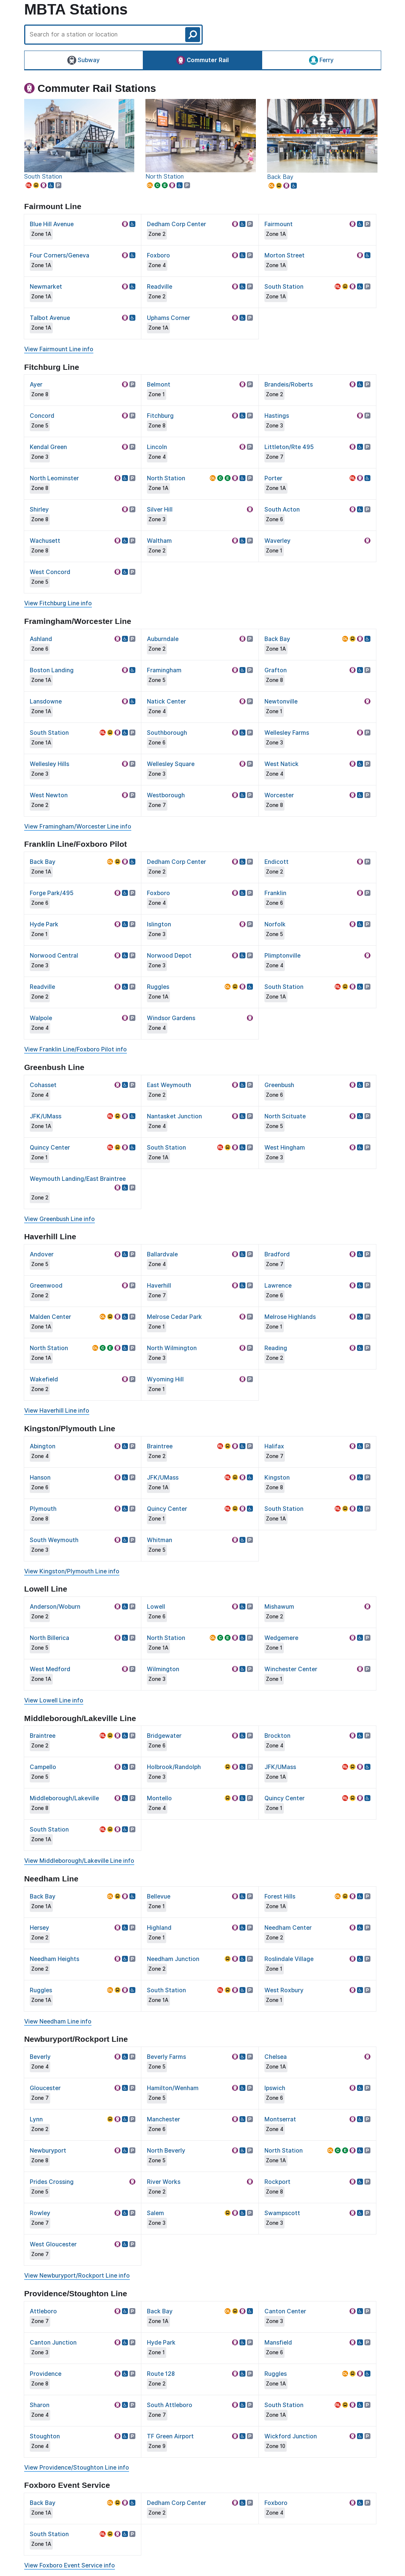 MBTA Stations
Search for a station or location
Subway
Commuter Rail
Ferry
Commuter Rail Stations
South Station
North Station
Back Bay
Fairmount Line
Blue Hill Avenue
Zone 1A
Dedham Corp Center
Zone 2
Fairmount
Zone 1A
Four Corners/Geneva
Zone 1A
Foxboro
Zone 4
Morton Street
Zone 1A
Newmarket
Zone 1A
Readville
Zone 2
South Station
Zone 1A
Talbot Avenue
Zone 1A
Uphams Corner
Zone 1A
View Fairmount Line info
Fitchburg Line
Ayer
Zone 8
Belmont
Zone 1
Brandeis/Roberts
Zone 2
Concord
Zone 5
Fitchburg
Zone 8
Hastings
Zone 3
Kendal Green
Zone 3
Lincoln
Zone 4
Littleton/Rte 495
Zone 7
North Leominster
Zone 8
North Station
Zone 1A
Porter
Zone 1A
Shirley
Zone 8
Silver Hill
Zone 3
South Acton
Zone 6
Wachusett
Zone 8
Waltham
Zone 2
Waverley
Zone 1
West Concord
Zone 5
View Fitchburg Line info
Framingham/Worcester Line
Ashland
Zone 6
Auburndale
Zone 2
Back Bay
Zone 1A
Boston Landing
Zone 1A
Framingham
Zone 5
Grafton
Zone 8
Lansdowne
Zone 1A
Natick Center
Zone 4
Newtonville
Zone 1
South Station
Zone 1A
Southborough
Zone 6
Wellesley Farms
Zone 3
Wellesley Hills
Zone 3
Wellesley Square
Zone 3
West Natick
Zone 4
West Newton
Zone 2
Westborough
Zone 7
Worcester
Zone 8
View Framingham/Worcester Line info
Franklin Line/Foxboro Pilot
Back Bay
Zone 1A
Dedham Corp Center
Zone 2
Endicott
Zone 2
Forge Park/495
Zone 6
Foxboro
Zone 4
Franklin
Zone 6
Hyde Park
Zone 1
Islington
Zone 3
Norfolk
Zone 5
Norwood Central
Zone 3
Norwood Depot
Zone 3
Plimptonville
Zone 4
Readville
Zone 2
Ruggles
Zone 1A
South Station
Zone 1A
Walpole
Zone 4
Windsor Gardens
Zone 4
View Franklin Line/Foxboro Pilot info
Greenbush Line
Cohasset
Zone 4
East Weymouth
Zone 2
Greenbush
Zone 6
JFK/UMass
Zone 1A
Nantasket Junction
Zone 4
North Scituate
Zone 5
Quincy Center
Zone 1
South Station
Zone 1A
West Hingham
Zone 3
Weymouth Landing/East Braintree
Zone 2
View Greenbush Line info
Haverhill Line
Andover
Zone 5
Ballardvale
Zone 4
Bradford
Zone 7
Greenwood
Zone 2
Haverhill
Zone 7
Lawrence
Zone 6
Malden Center
Zone 1A
Melrose Cedar Park
Zone 1
Melrose Highlands
Zone 1
North Station
Zone 1A
North Wilmington
Zone 3
Reading
Zone 2
Wakefield
Zone 2
Wyoming Hill
Zone 1
View Haverhill Line info
Kingston/Plymouth Line
Abington
Zone 4
Braintree
Zone 2
Halifax
Zone 7
Hanson
Zone 6
JFK/UMass
Zone 1A
Kingston
Zone 8
Plymouth
Zone 8
Quincy Center
Zone 1
South Station
Zone 1A
South Weymouth
Zone 3
Whitman
Zone 5
View Kingston/Plymouth Line info
Lowell Line
Anderson/Woburn
Zone 2
Lowell
Zone 6
Mishawum
Zone 2
North Billerica
Zone 5
North Station
Zone 1A
Wedgemere
Zone 1
West Medford
Zone 1A
Wilmington
Zone 3
Winchester Center
Zone 1
View Lowell Line info
Middleborough/Lakeville Line
Braintree
Zone 2
Bridgewater
Zone 6
Brockton
Zone 4
Campello
Zone 5
Holbrook/Randolph
Zone 3
JFK/UMass
Zone 1A
Middleborough/Lakeville
Zone 8
Montello
Zone 4
Quincy Center
Zone 1
South Station
Zone 1A
View Middleborough/Lakeville Line info
Needham Line
Back Bay
Zone 1A
Bellevue
Zone 1
Forest Hills
Zone 1A
Hersey
Zone 2
Highland
Zone 1
Needham Center
Zone 2
Needham Heights
Zone 2
Needham Junction
Zone 2
Roslindale Village
Zone 1
Ruggles
Zone 1A
South Station
Zone 1A
West Roxbury
Zone 1
View Needham Line info
Newburyport/Rockport Line
Beverly
Zone 4
Beverly Farms
Zone 5
Chelsea
Zone 1A
Gloucester
Zone 7
Hamilton/Wenham
Zone 5
Ipswich
Zone 6
Lynn
Zone 2
Manchester
Zone 6
Montserrat
Zone 4
Newburyport
Zone 8
North Beverly
Zone 5
North Station
Zone 1A
Prides Crossing
Zone 5
River Works
Zone 2
Rockport
Zone 8
Rowley
Zone 7
Salem
Zone 3
Swampscott
Zone 3
West Gloucester
Zone 7
View Newburyport/Rockport Line info
Providence/Stoughton Line
Attleboro
Zone 7
Back Bay
Zone 1A
Canton Center
Zone 3
Canton Junction
Zone 3
Hyde Park
Zone 1
Mansfield
Zone 6
Providence
Zone 8
Route 128
Zone 2
Ruggles
Zone 1A
Sharon
Zone 4
South Attleboro
Zone 7
South Station
Zone 1A
Stoughton
Zone 4
TF Green Airport
Zone 9
Wickford Junction
Zone 10
View Providence/Stoughton Line info
Foxboro Event Service
Back Bay
Zone 1A
Dedham Corp Center
Zone 2
Foxboro
Zone 4
South Station
Zone 1A
View Foxboro Event Service info